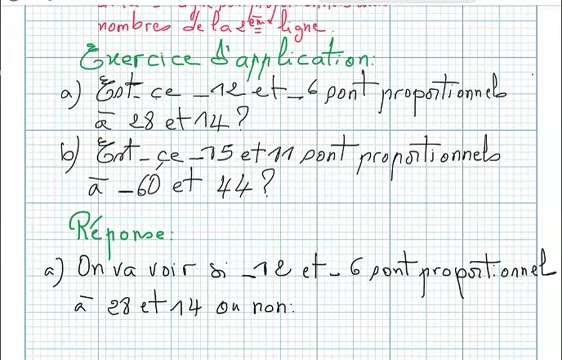 nombres de la 2ème ligne.
Exercice d'application:
a) Est-ce -12 et -6 sont proportionnels
à 28 et 14?
b) Est-ce -15 et 11 sont proportionnels
à -60 et 44?
Réponse:
a) On va voir si -12 et -6 sont proportionnel
à 28 et 14 ou non: